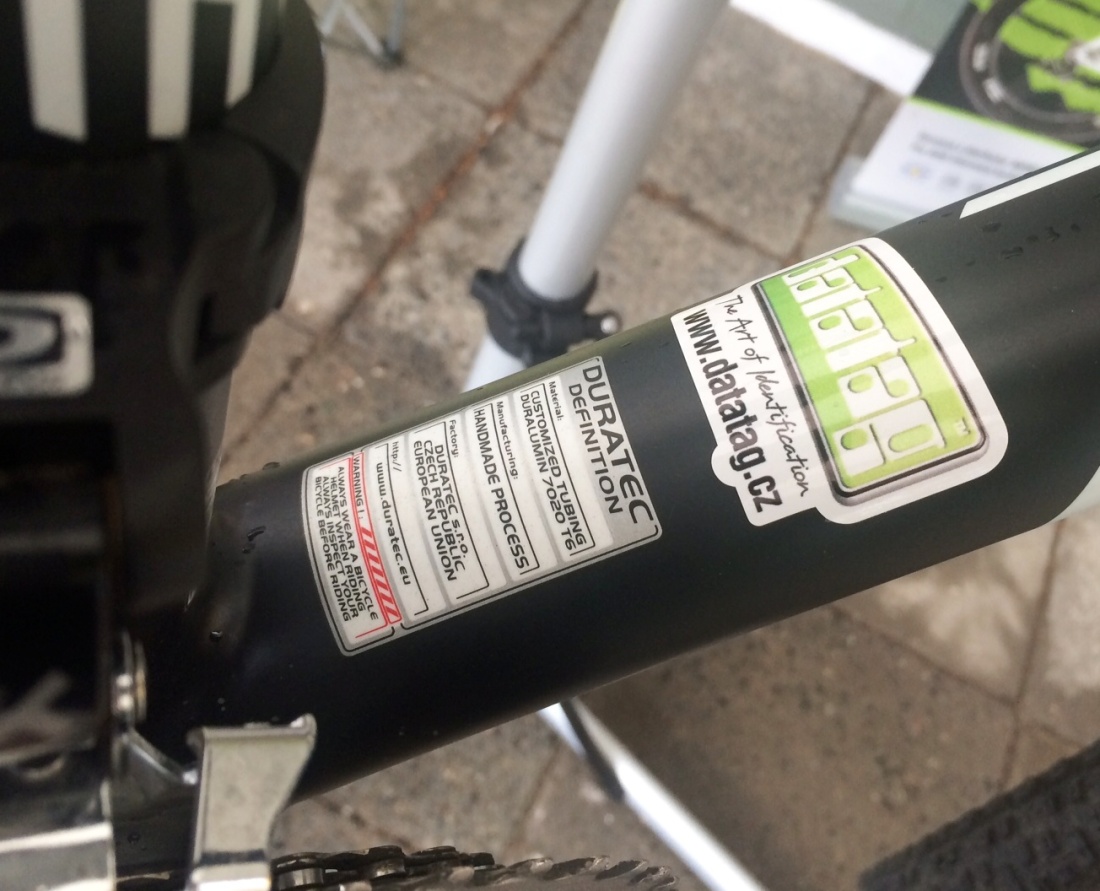 DURATEC
DEFINITION
Material:
CUSTOMIZED TUBING
DURALUMIN 7020 T6
Manufacturing:
HANDMADE PROCESS
Factory:
DURATEC s.r.o.
CZECH REPUBLIC
EUROPEAN UNION
http://
www.duratec.eu
WARNING !
ALWAYS WEAR A BICYCLE
HELMET WHEN RIDING
ALWAYS INSPECT YOUR
BICYCLE BEFORE RIDING
datatag
TM
The Art of Identification
www.datatag.cz